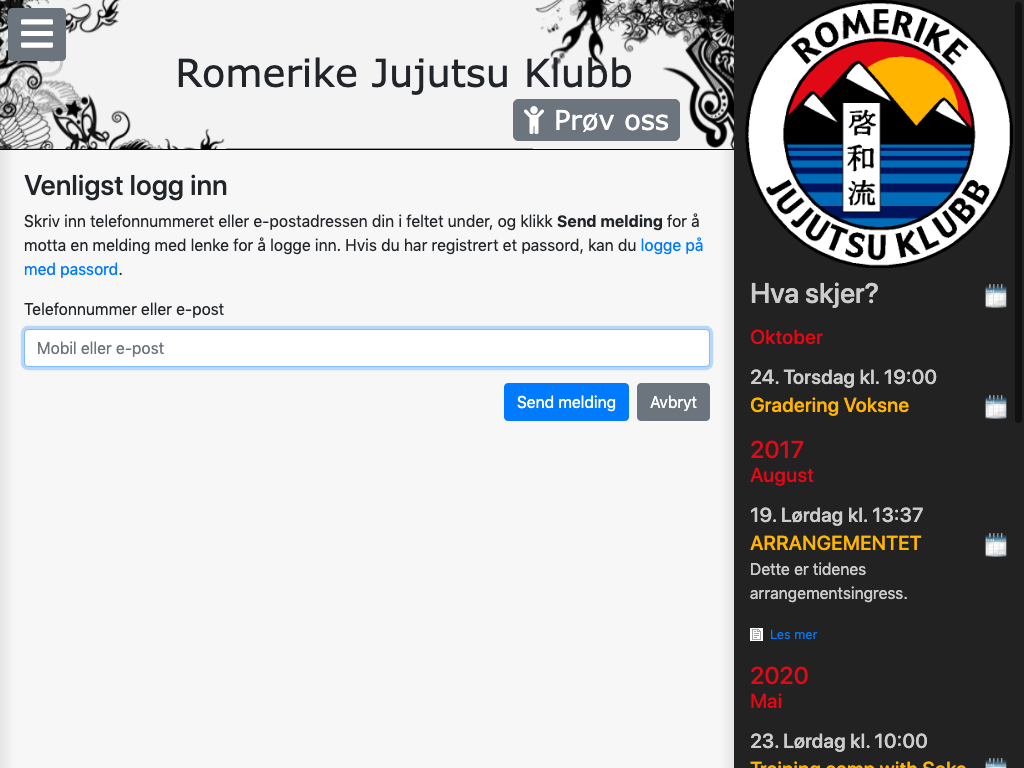 Romerike Jujutsu Klubb
Prøv oss
Venligst logg inn
Skriv inn telefonnummeret eller e-postadressen din i feltet under, og klikk Send melding for å
motta en melding med lenke for å logge inn. Hvis du har registrert et passord, kan du logge på
med passord.
Telefonnummer eller e-post
Mobil eller e-post
Send melding
Avbryt
ROMERIKE
啓和流
JUJUTSU KLUBB
Hva skjer?
Oktober
24. Torsdag kl. 19:00
Gradering Voksne
2017
August
19. Lørdag kl. 13:37
ARRANGEMENTET
Dette er tidenes
arrangementsingress.
Les mer
2020
Mai
23. Lørdag kl. 10:00
Training camp with Soke